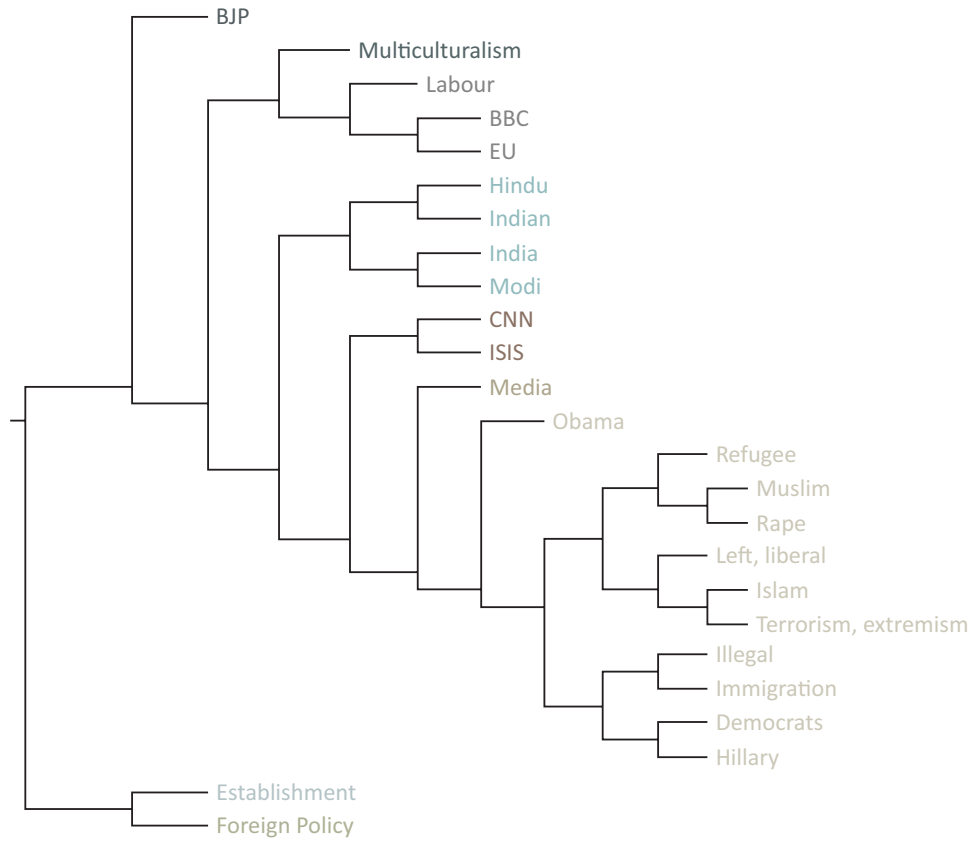 BJP
Multiculturalism
Labour
BBC
EU
Hindu
Indian
India
Modi
CNN
ISIS
Media
Obama
Refugee
Muslim
Rape
Left, liberal
Islam
Terrorism, extremism
Illegal
Immigration
Democrats
Hillary
Establishment
Foreign Policy